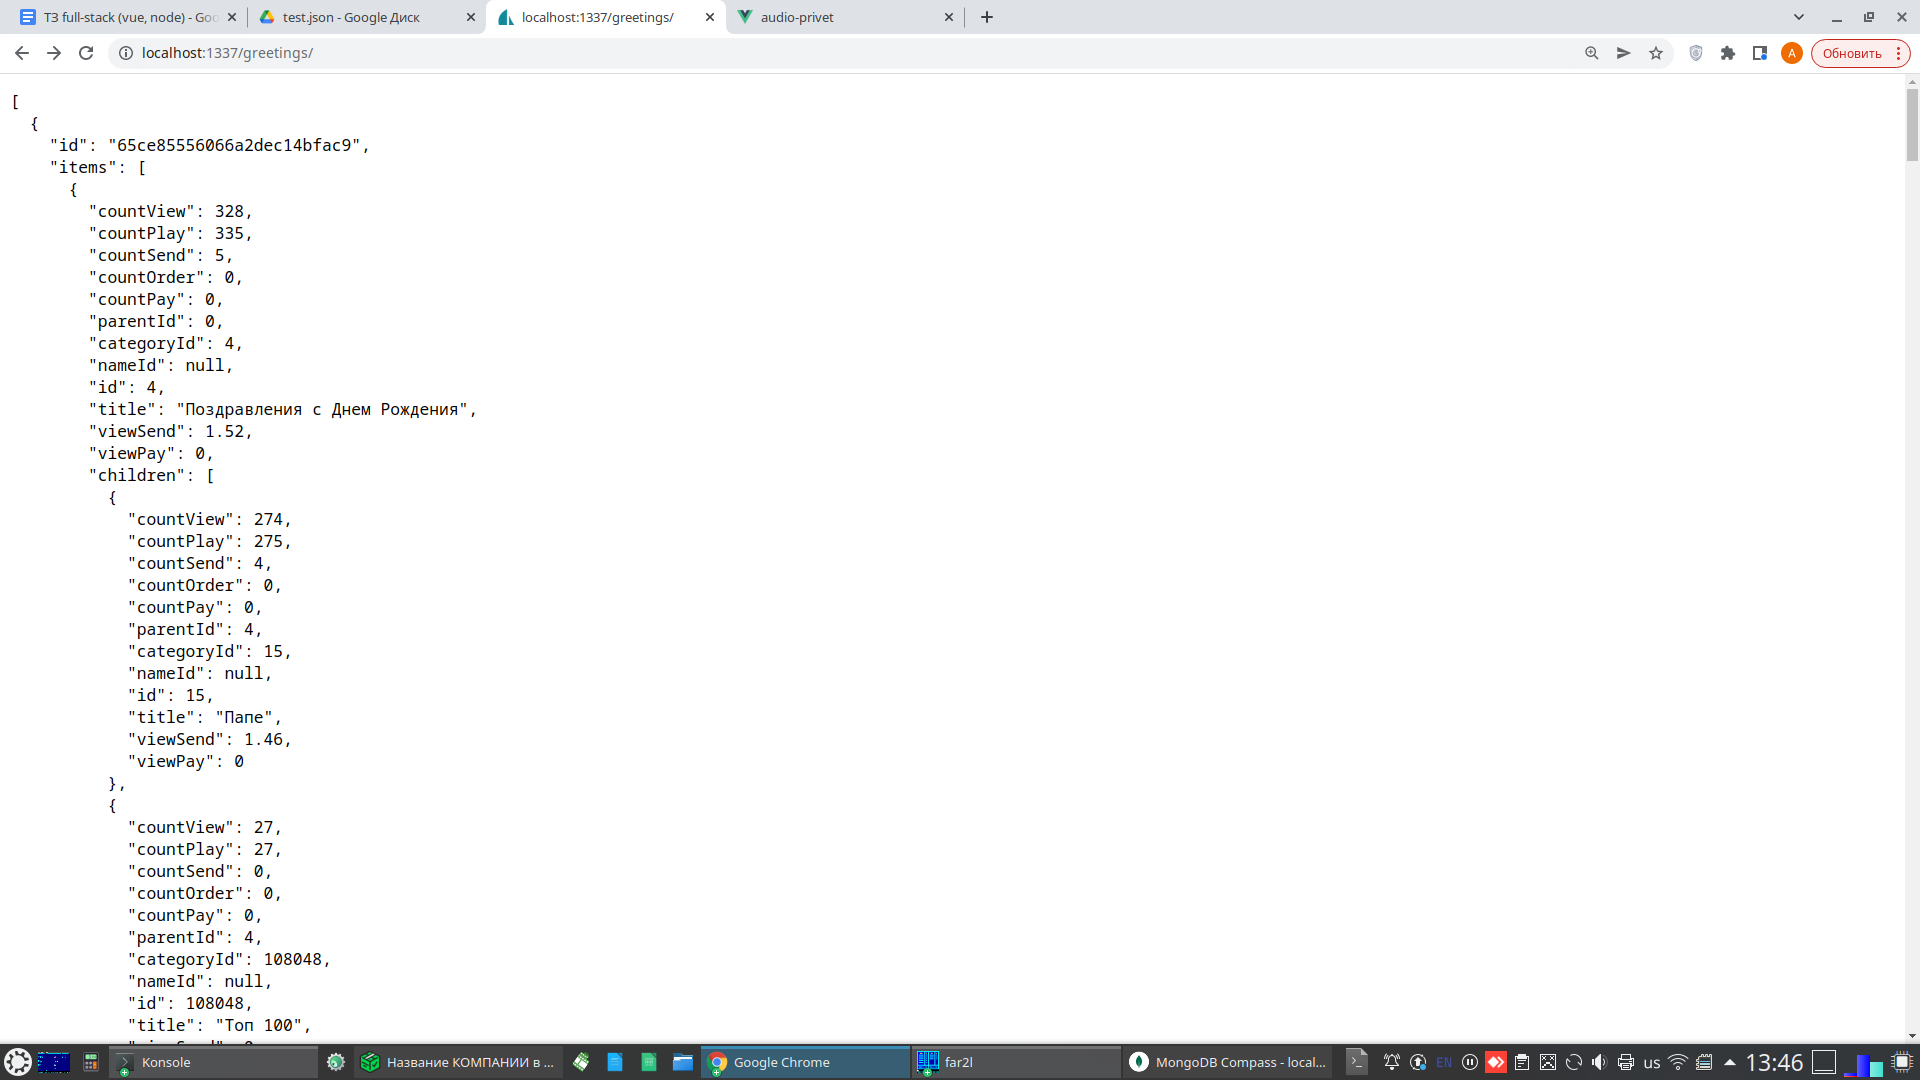 ТЗ full-stack (vue, node) - Goo
test.json - Google Диск
localhost:1337/greetings/
audio-privet
localhost:1337/greetings/
A
Обновить
[
{
"id": "65ce85556066a2dec14bfac9",
"items": [
{
"countView": 328,
"countPlay": 335,
"countSend": 5,
"countOrder": 0,
"countPay": 0,
"parentId": 0,
"categoryId": 4,
"nameId": null,
"id": 4,
"title": "Поздравления с Днем Рождения",
"viewSend": 1.52,
"viewPay": 0,
"children": [
{
"countView": 274,
"countPlay": 275,
"countSend": 4,
"countOrder": 0,
"countPay": 0,
"parentId": 4,
"categoryId": 15,
"nameId": null,
"id": 15,
"title": "Папе",
"viewSend": 1.46,
"viewPay": 0
},
{
"countView": 27,
"countPlay": 27,
"countSend": 0,
"countOrder": 0,
"countPay": 0,
"parentId": 4,
"categoryId": 108048,
"nameId": null,
"id": 108048,
"title": "Топ 100",
Konsole
Название КОМПАНИИ в ...
Google Chrome
far2l
MongoDB Compass - local...
EN
us
13:46